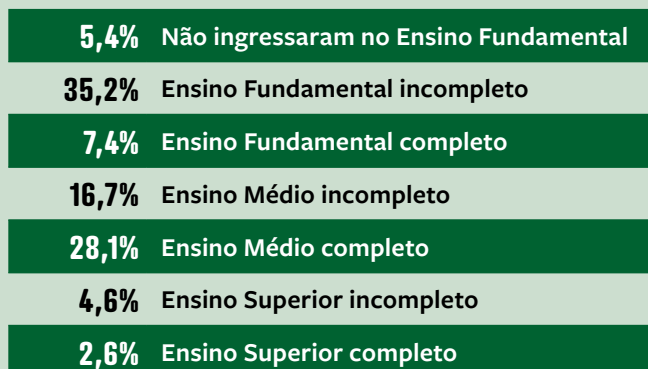 5,4% Não ingressaram no Ensino Fundamental
35,2% Ensino Fundamental incompleto
7,4% Ensino Fundamental completo
16,7% Ensino Médio incompleto
28,1% Ensino Médio completo
4,6% Ensino Superior incompleto
2,6% Ensino Superior completo